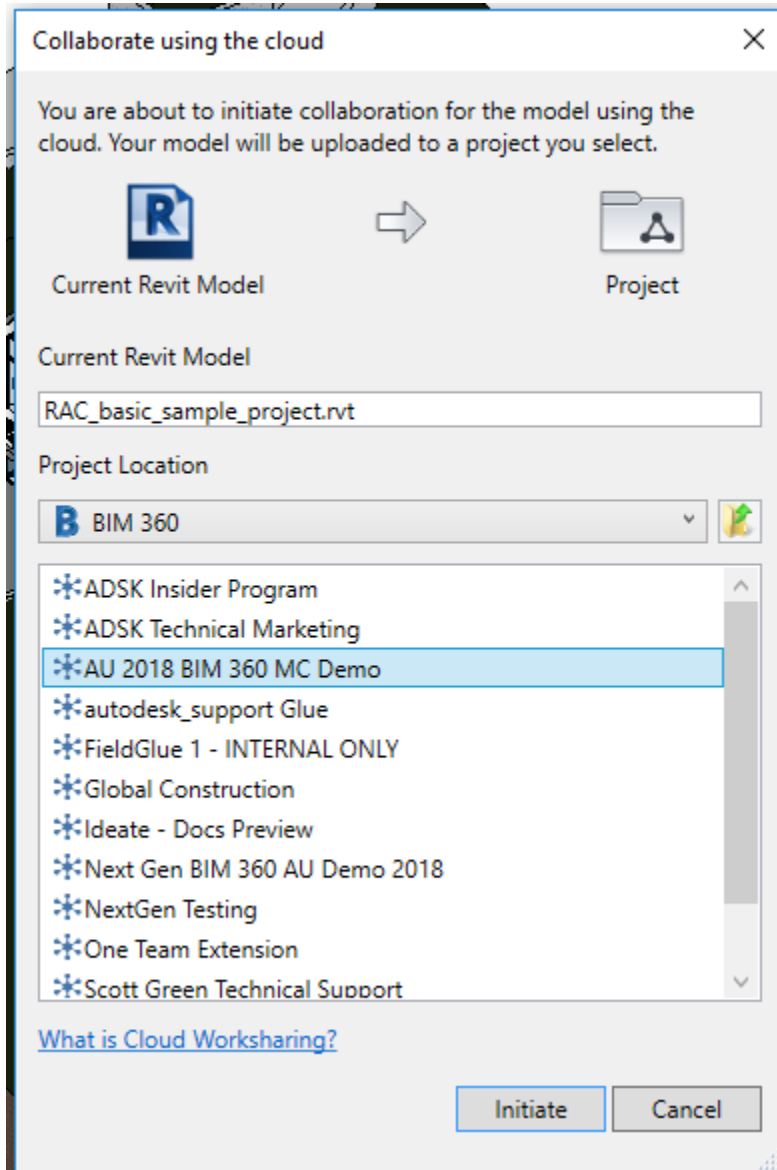 Collaborate using the cloud
You are about to initiate collaboration for the model using the
cloud. Your model will be uploaded to a project you select.
R
Current Revit Model
Project
Current Revit Model
RAC_basic_sample_project.rvt
Project Location
B BIM 360
ADSK Insider Program
ADSK Technical Marketing
AU 2018 BIM 360 MC Demo
autodesk_support Glue
FieldGlue 1 - INTERNAL ONLY
Global Construction
Ideate - Docs Preview
Next Gen BIM 360 AU Demo 2018
NextGen Testing
One Team Extension
Scott Green Technical Support
What is Cloud Worksharing?
Initiate
Cancel